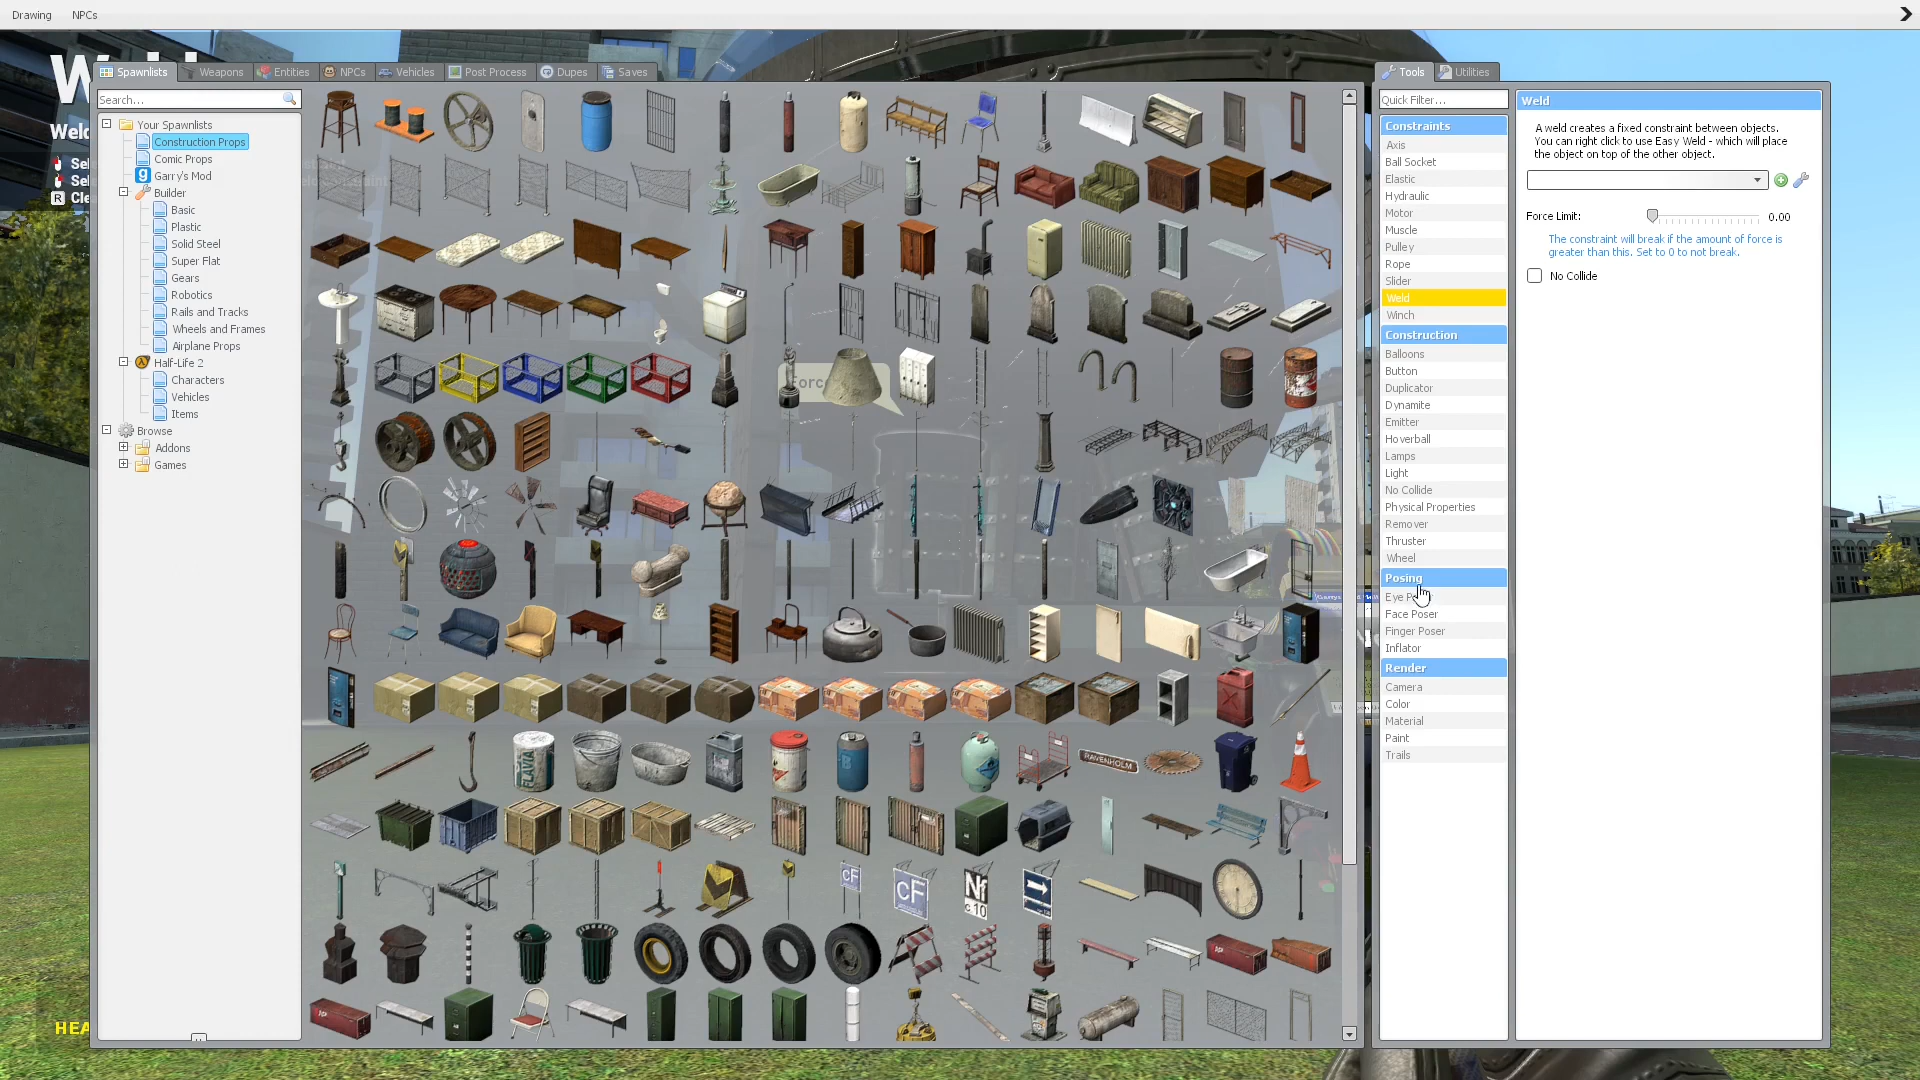 Drawing NPCs
Spawnlists Weapons Entities NPCs Vehicles Post Process Dupes Saves
Tools Utilities
Search...
Your Spawnlists
Construction Props
Comic Props
Garry's Mod
Builder
Basic
Plastic
Solid Steel
Super Flat
Gears
Robotics
Rails and Tracks
Wheels and Frames
Airplane Props
Half-Life 2
Characters
Vehicles
Items
Browse
Addons
Games
RAVENHOLM
cF
cF
Nf
c10
Quick Filter...
Constraints
Axis
Ball Socket
Elastic
Hydraulic
Motor
Muscle
Pulley
Rope
Slider
Weld
Winch
Construction
Balloons
Button
Duplicator
Dynamite
Emitter
Hoverball
Lamps
Light
No Collide
Physical Properties
Remover
Thruster
Wheel
Posing
Face Poser
Finger Poser
Inflator
Render
Camera
Color
Material
Paint
Trails
Weld
A weld creates a fixed constraint between objects.
You can right click to use Easy Weld - which will place
the object on top of the other object.
Force Limit: 0.00
The constraint will break if the amount of force is
greater than this. Set to 0 to not break.
No Collide